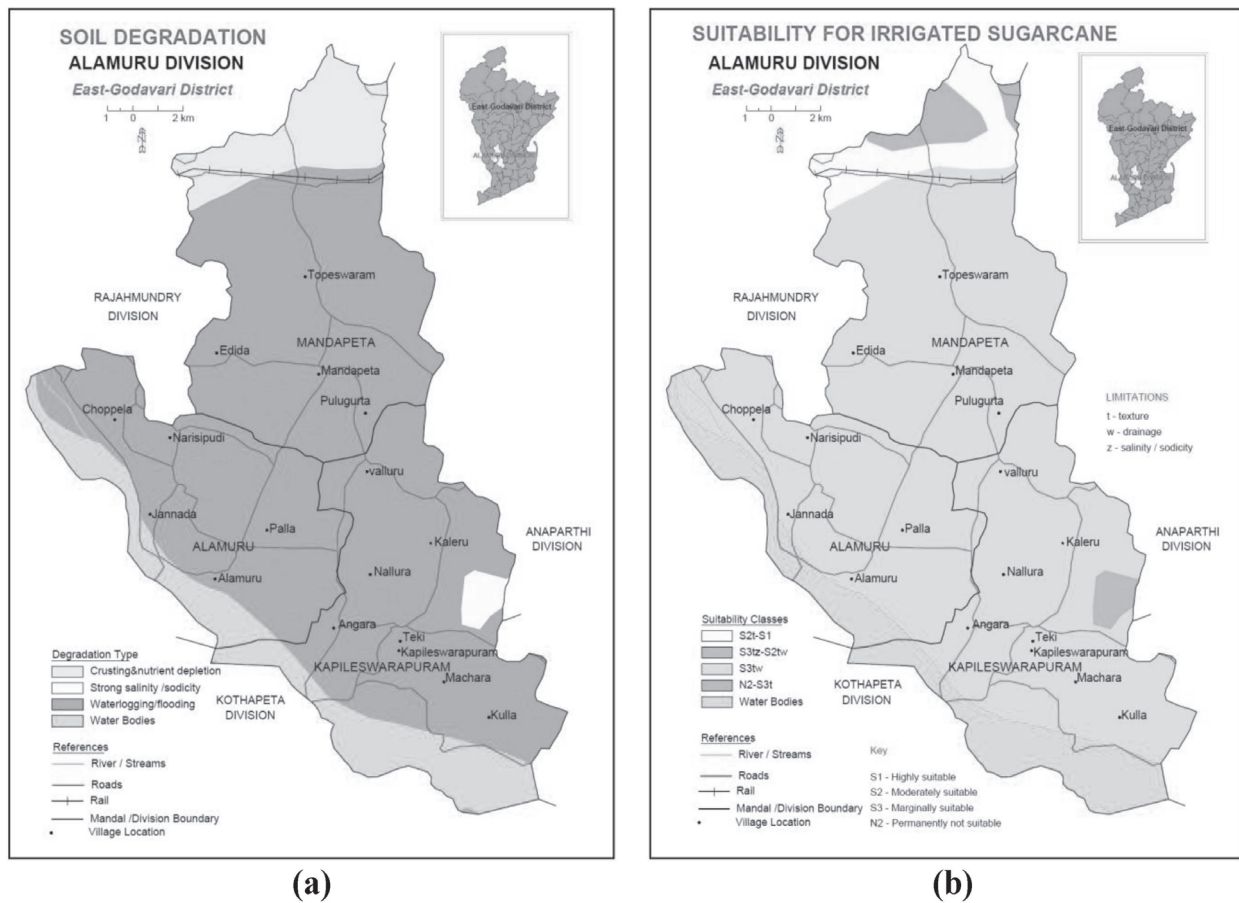 SOIL DEGRADATION
ALAMURU DIVISION
East-Godavari District
1 0 2 km
East-Godavari District
RAJAHMUNDRY
DIVISION
Topeswaram
MANDAPETA
Edida
Mandapeta
Pulugurta
Choppela
Narisipudi
valluru
Jannada
Palla
ALAMURU
Kaleru
ANAPARTHI
DIVISION
Alamuru
Nallura
Angara
Teki
Kapileswarapuram
KAPILESWARAPURAM
Machara
KOTHAPETA
DIVISION
Kulla
Degradation Type
Crusting&nutrient depletion
Strong salinity /sodicity
Waterlogging/flooding
Water Bodies
References
River / Streams
Roads
Rail
Mandal /Division Boundary
Village Location
(a)
SUITABILITY FOR IRRIGATED SUGARCANE
ALAMURU DIVISION
East-Godavari District
1 0 2 km
East-Godavari District
RAJAHMUNDRY
DIVISION
Topeswaram
MANDAPETA
Edida
Mandapeta
Pulugurta
LIMITATIONS
t - texture
w - drainage
z - salinity / sodicity
Choppela
Narisipudi
valluru
Jannada
Palla
ALAMURU
Kaleru
ANAPARTHI
DIVISION
Alamuru
Nallura
Angara
Teki
Kapileswarapuram
KAPILESWARAPURAM
Machara
KOTHAPETA
DIVISION
Kulla
Suitability Classes
S2t-S1
S3tz-S2tw
S3tw
N2-S3t
Water Bodies
References
River / Streams
Roads
Rail
Mandal /Division Boundary
Village Location
Key
S1 - Highly suitable
S2 - Moderately suitable
S3 - Marginally suitable
N2 - Permanently not suitable
(b)